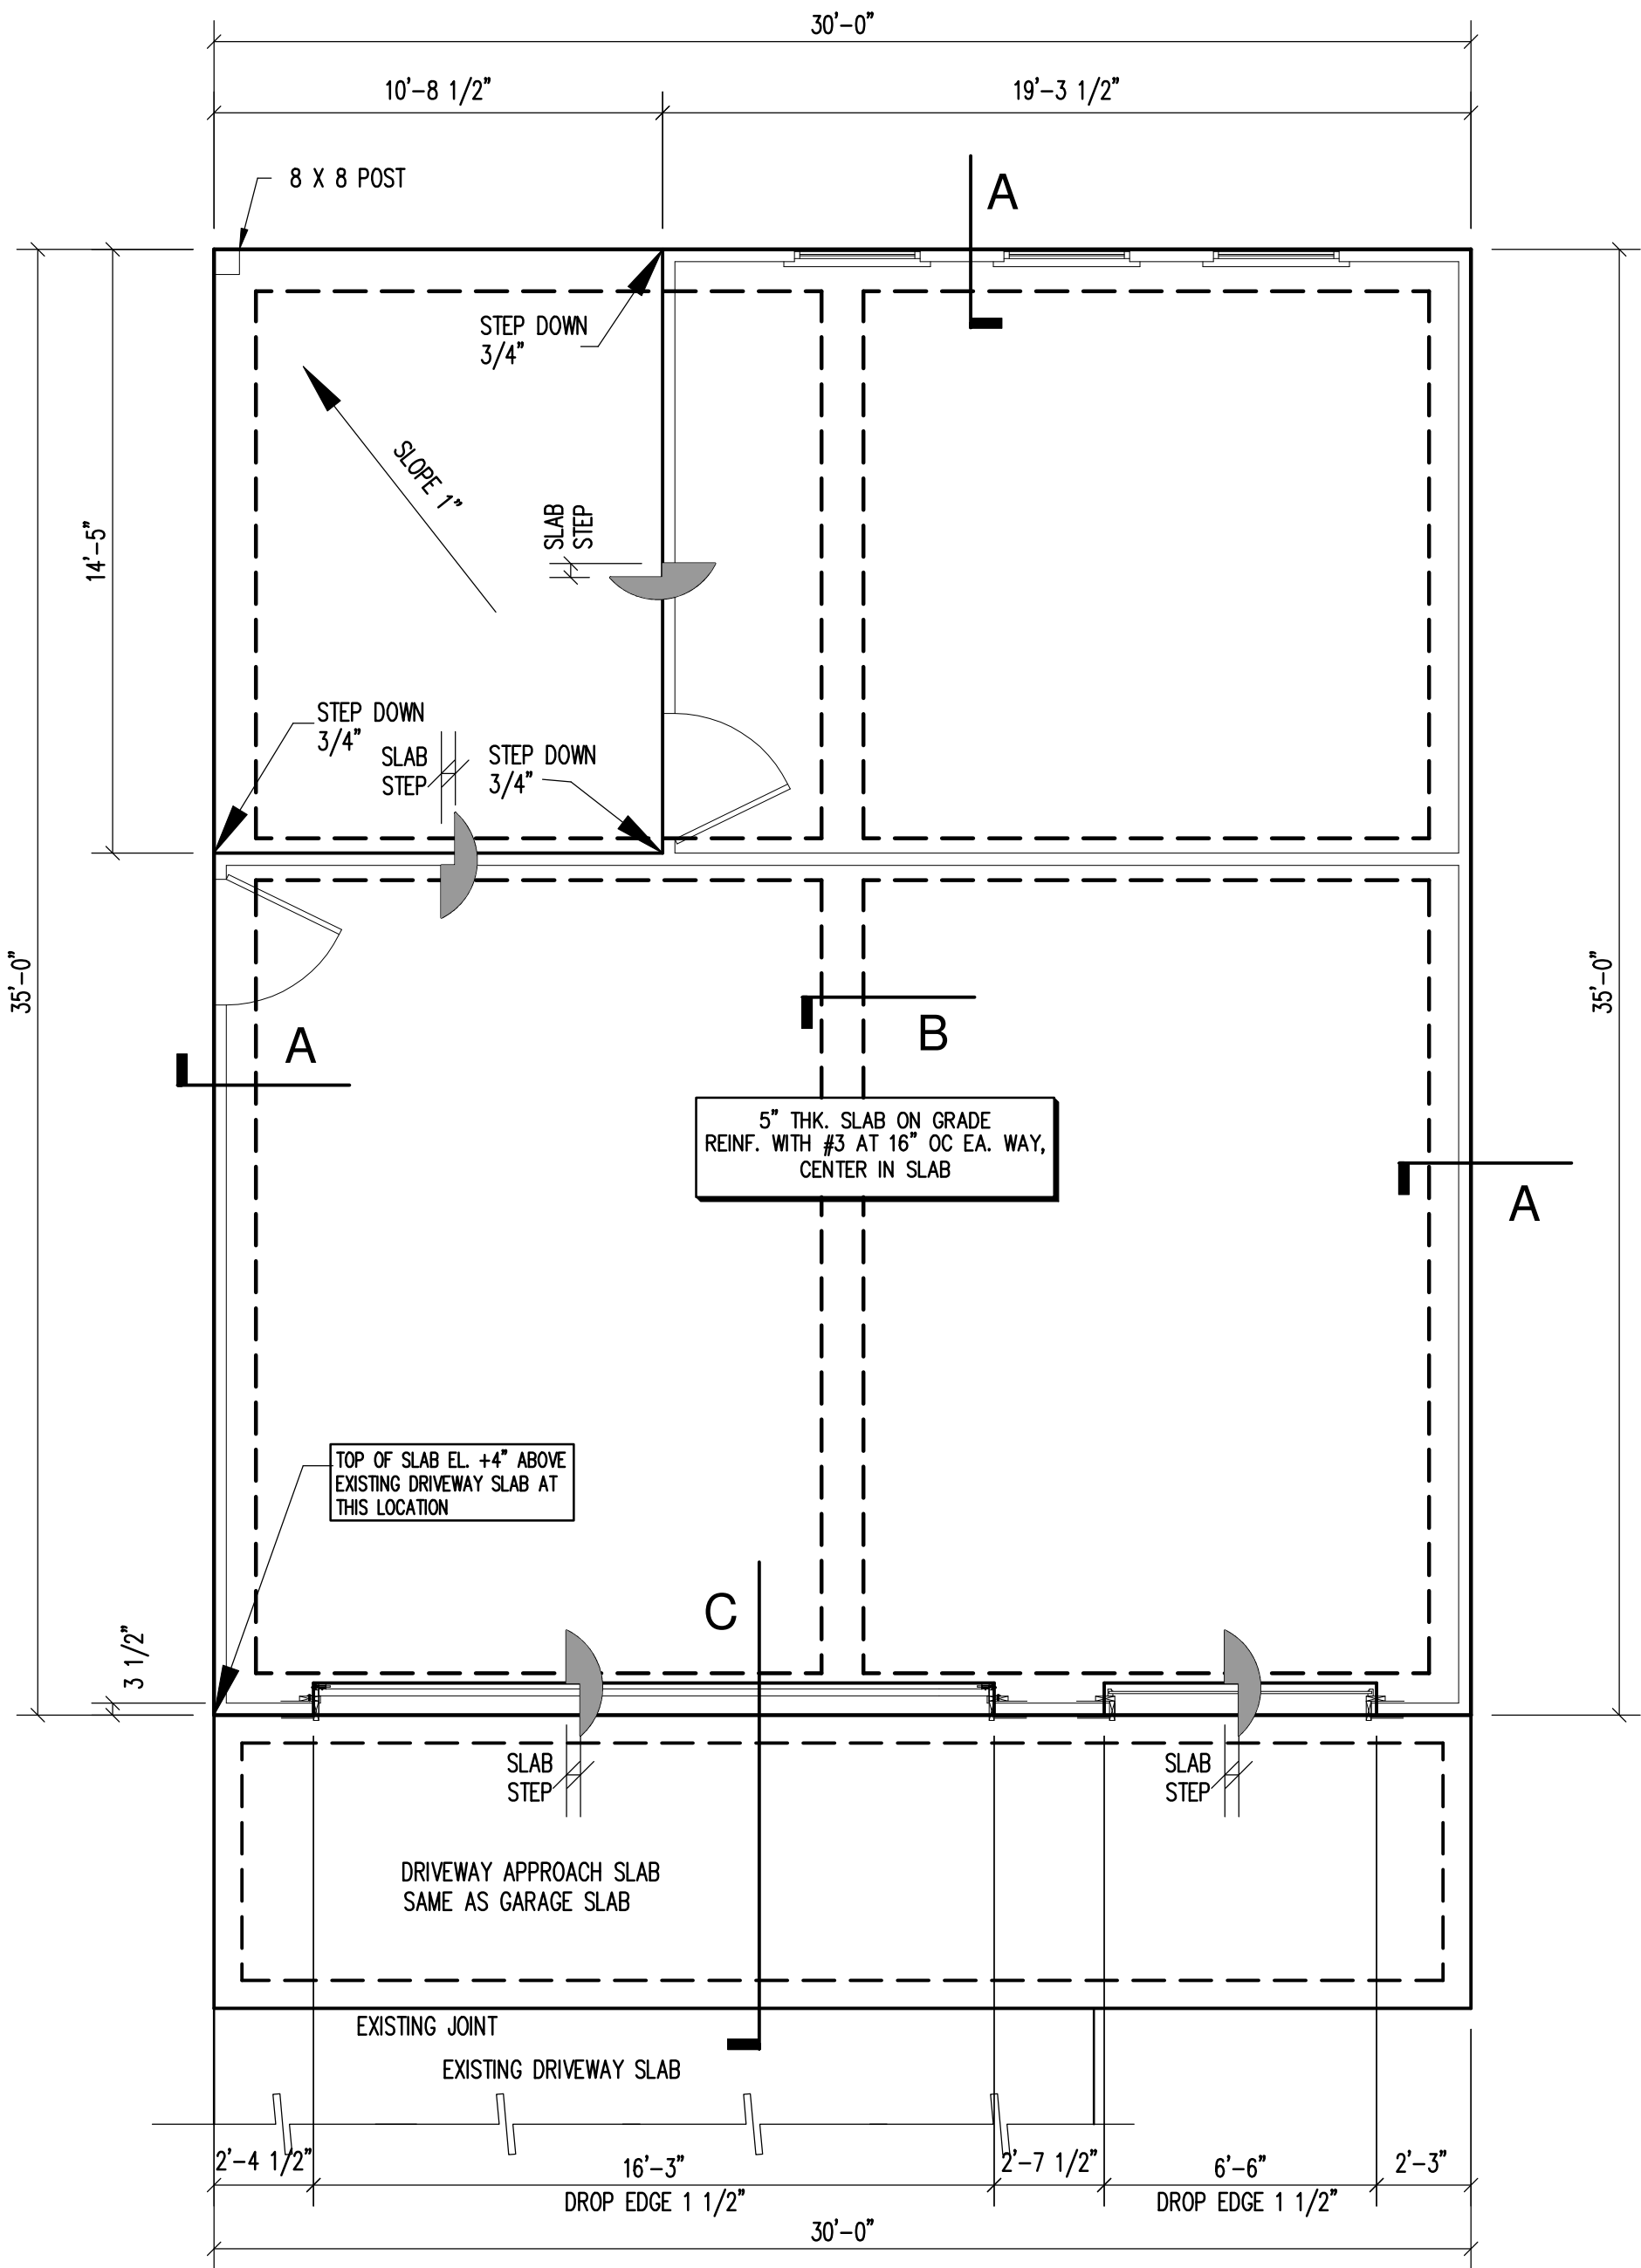 30'-0"
10'-8 1/2"
19'-3 1/2"
8 X 8 POST
A
STEP DOWN
3/4"
SLOPE 1"
SLAB
STEP
14'-5"
STEP DOWN
3/4"
SLAB
STEP
STEP DOWN
3/4"
35'-0"
35'-0"
A
B
5" THK. SLAB ON GRADE
REINF. WITH #3 AT 16" OC EA. WAY,
CENTER IN SLAB
A
TOP OF SLAB EL. +4" ABOVE
EXISTING DRIVEWAY SLAB AT
THIS LOCATION
C
3 1/2"
SLAB
STEP
SLAB
STEP
DRIVEWAY APPROACH SLAB
SAME AS GARAGE SLAB
EXISTING JOINT
EXISTING DRIVEWAY SLAB
2'-4 1/2"
16'-3"
2'-7 1/2"
6'-6"
2'-3"
DROP EDGE 1 1/2"
DROP EDGE 1 1/2"
30'-0"